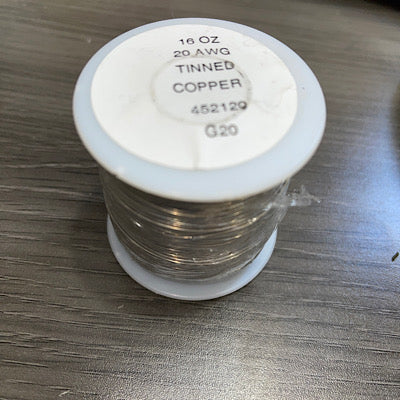 16 OZ
20 AWG
TINNED
COPPER
452129
G20